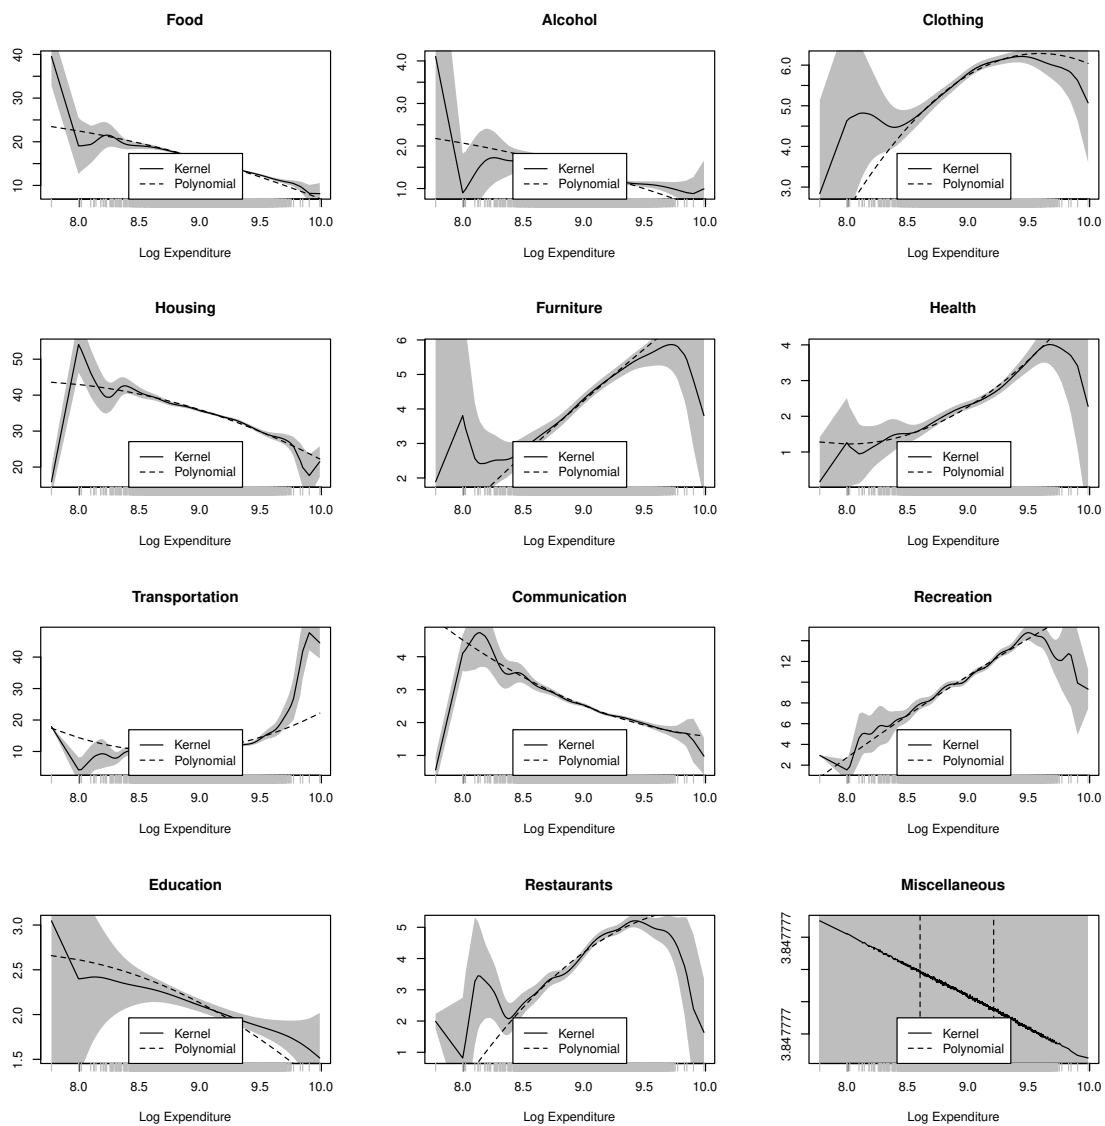 Food
40
30
20
10
Kernel
Polynomial
8.0 8.5 9.0 9.5 10.0
Log Expenditure
Alcohol
4.0
3.0
2.0
1.0
Kernel
Polynomial
8.0 8.5 9.0 9.5 10.0
Log Expenditure
Clothing
6.0
5.0
4.0
3.0
Kernel
Polynomial
8.0 8.5 9.0 9.5 10.0
Log Expenditure
Housing
50
40
30
20
Kernel
Polynomial
8.0 8.5 9.0 9.5 10.0
Log Expenditure
Furniture
6
5
4
3
2
Kernel
Polynomial
8.0 8.5 9.0 9.5 10.0
Log Expenditure
Health
4
3
2
1
Kernel
Polynomial
8.0 8.5 9.0 9.5 10.0
Log Expenditure
Transportation
40
30
20
10
Kernel
Polynomial
8.0 8.5 9.0 9.5 10.0
Log Expenditure
Communication
4
3
2
1
Kernel
Polynomial
8.0 8.5 9.0 9.5 10.0
Log Expenditure
Recreation
12
8
6
4
2
Kernel
Polynomial
8.0 8.5 9.0 9.5 10.0
Log Expenditure
Education
3.0
2.5
2.0
1.5
Kernel
Polynomial
8.0 8.5 9.0 9.5 10.0
Log Expenditure
Restaurants
5
4
3
2
1
Kernel
Polynomial
8.0 8.5 9.0 9.5 10.0
Log Expenditure
Miscellaneous
3.847777
3.847777
Kernel
Polynomial
8.0 8.5 9.0 9.5 10.0
Log Expenditure